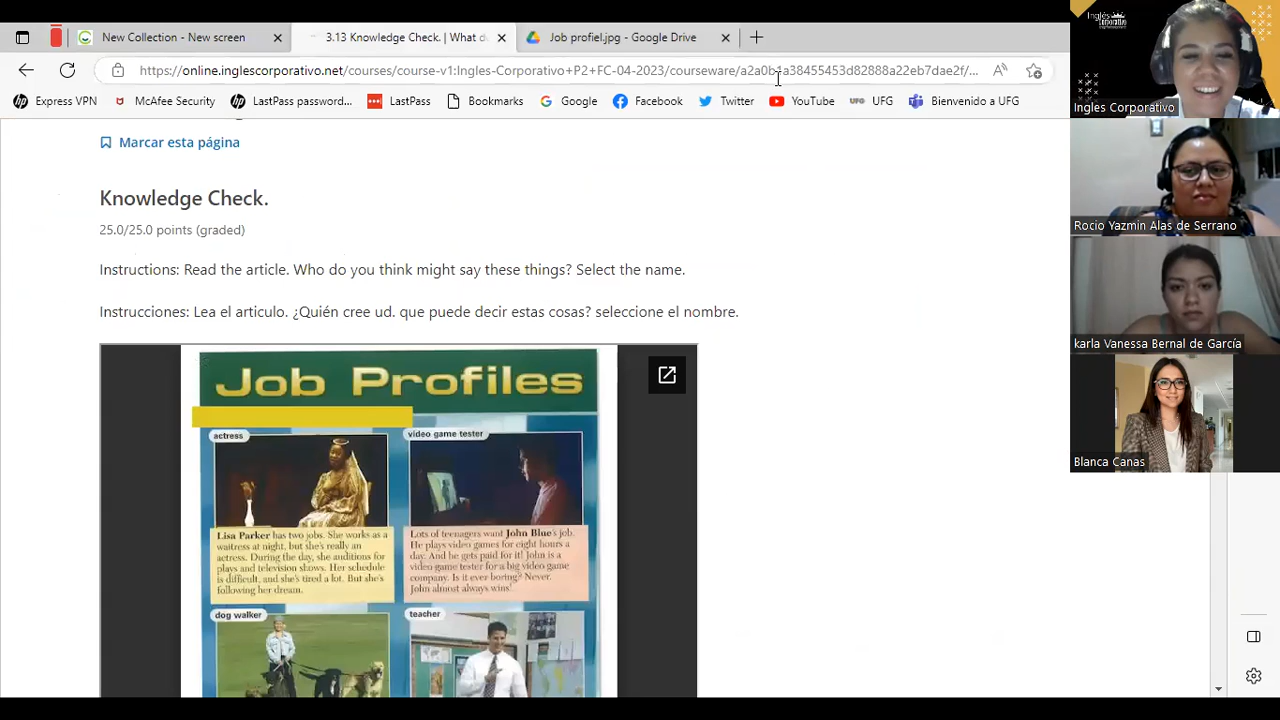 New Collection - New screen
3.13 Knowledge Check. | What d
Job profiel.jpg - Google Drive
https://online.inglescorporativo.net/courses/course-v1:Ingles-Corporativo+P2+FC-04-2023/courseware/a2a0b1a38455453d82888a22eb7dae2f/...
Express VPN
McAfee Security
LastPass password...
LastPass
Bookmarks
Google
Facebook
Twitter
YouTube
UFG
Bienvenido a UFG
Marcar esta página
Knowledge Check.
25.0/25.0 points (graded)
Instructions: Read the article. Who do you think might say these things? Select the name.
Instrucciones: Lea el articulo. ¿Quién cree ud. que puede decir estas cosas? seleccione el nombre.
Job Profiles
actress
Lisa Parker has two jobs. She works as a
waitress at night, but she's really an
actress. During the day, she auditions for
plays and television shows. Her schedule
is difficult, and she's tired a lot. But she's
following her dream.
video game tester
Lots of teenagers want John Blue's job.
He plays video games for eight hours a
day. And he gets paid for it! John is a
video game tester for a big video game
company. Is it ever boring? Never.
John almost always wins!
dog walker
teacher
Inglés
Corporativo
Ingles Corporativo
Rocio Yazmin Alas de Serrano
karla Vanessa Bernal de García
Blanca Canas